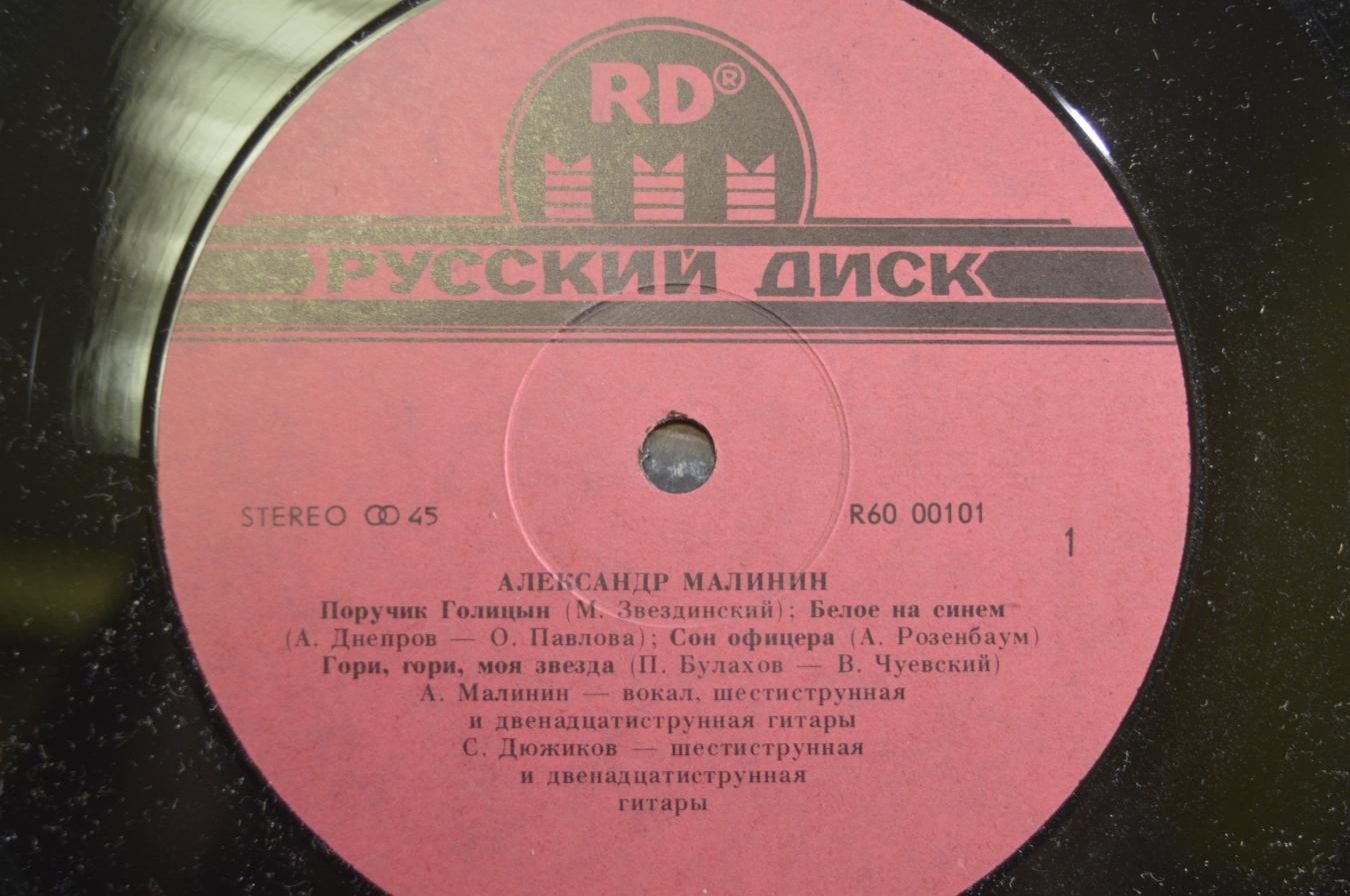 RD®
РУССКИЙ ДИСК
STEREO ꝏ 45
R60 00101
1
АЛЕКСАНДР МАЛИНИН
Поручик Голицын (М. Звездинский); Белое на синем
(А. Днепров — О. Павлова); Сон офицера (А. Розенбаум)
Гори, гори, моя звезда (П. Булахов — В. Чуевский)
А. Малинин — вокал, шестиструнная
и двенадцатиструнная гитары
С. Дюжиков — шестиструнная
и двенадцатиструнная
гитары